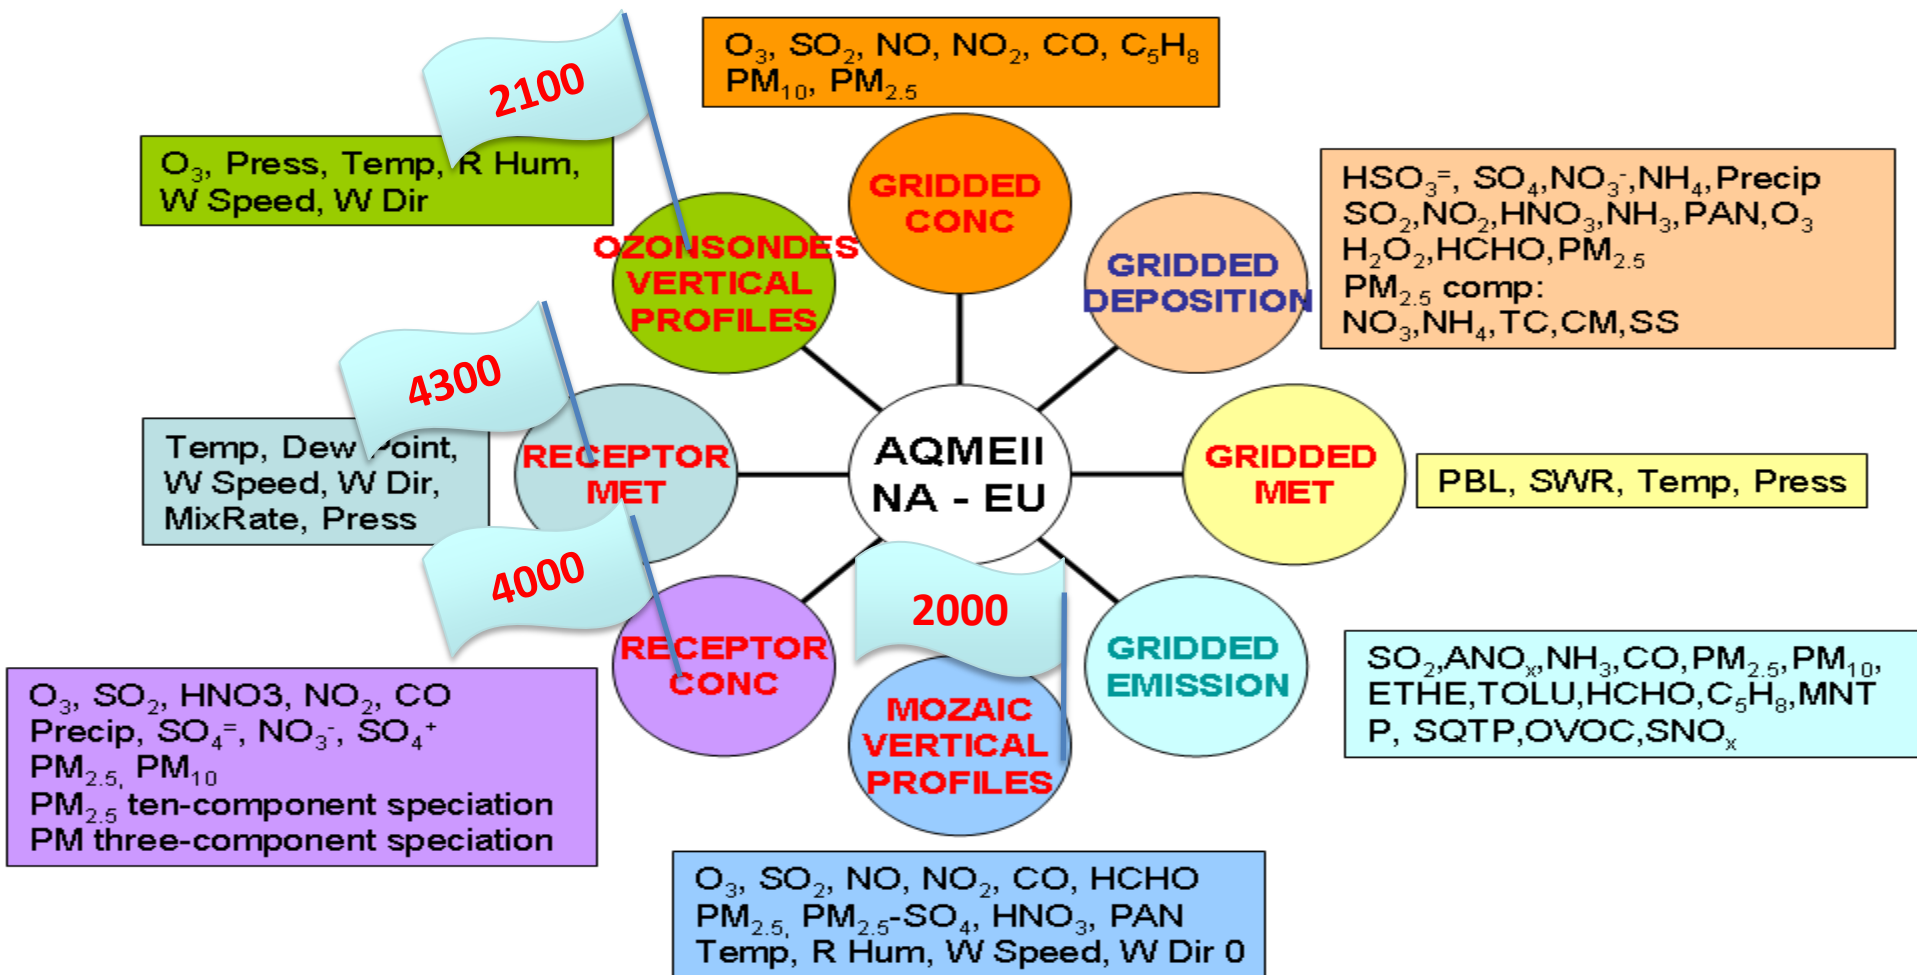 2100
O₃, SO₂, NO, NO₂, CO, C₅H₈
PM₁₀, PM₂.₅
O₃, Press, Temp, R Hum,
W Speed, W Dir
GRIDDED
CONC
HSO₃⁼, SO₄,NO₃⁻,NH₄,Precip
SO₂,NO₂,HNO₃,NH₃,PAN,O₃
H₂O₂,HCHO,PM₂.₅
PM₂.₅ comp:
NO₃,NH₄,TC,CM,SS
OZONSONDES
VERTICAL
PROFILES
GRIDDED
DEPOSITION
4300
Temp, Dew Point,
W Speed, W Dir,
MixRate, Press
RECEPTOR
MET
AQMEII
NA - EU
GRIDDED
MET
PBL, SWR, Temp, Press
4000
2000
RECEPTOR
CONC
GRIDDED
EMISSION
O₃, SO₂, HNO3, NO₂, CO
Precip, SO₄⁼, NO₃⁻, SO₄⁺
PM₂.₅, PM₁₀
PM₂.₅ ten-component speciation
PM three-component speciation
MOZAIC
VERTICAL
PROFILES
SO₂,ANOₓ,NH₃,CO,PM₂.₅,PM₁₀,
ETHE,TOLU,HCHO,C₅H₈,MNT
P, SQTP,OVOC,SNOₓ
O₃, SO₂, NO, NO₂, CO, HCHO
PM₂.₅, PM₂.₅-SO₄, HNO₃, PAN
Temp, R Hum, W Speed, W Dir 0